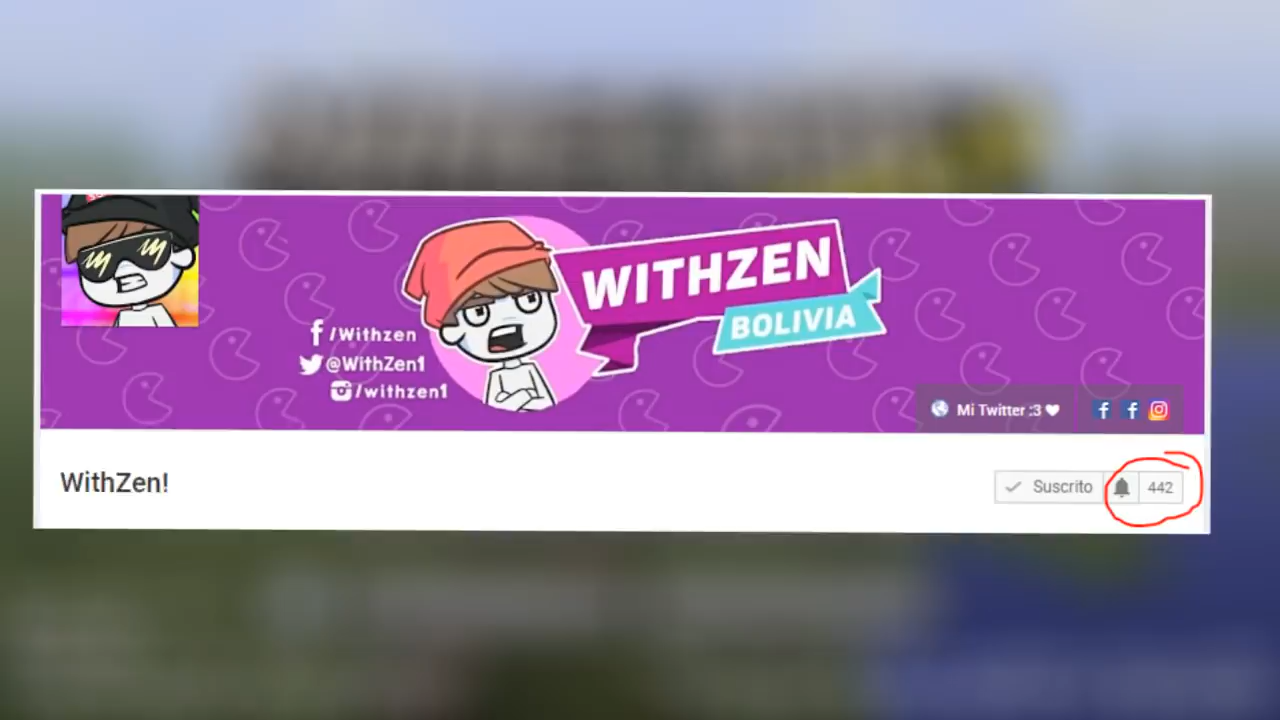 WITHZEN
BOLIVIA
/Withzen
@WithZen1
/withzen1
Mi Twitter :3
WithZen!
Suscrito
442